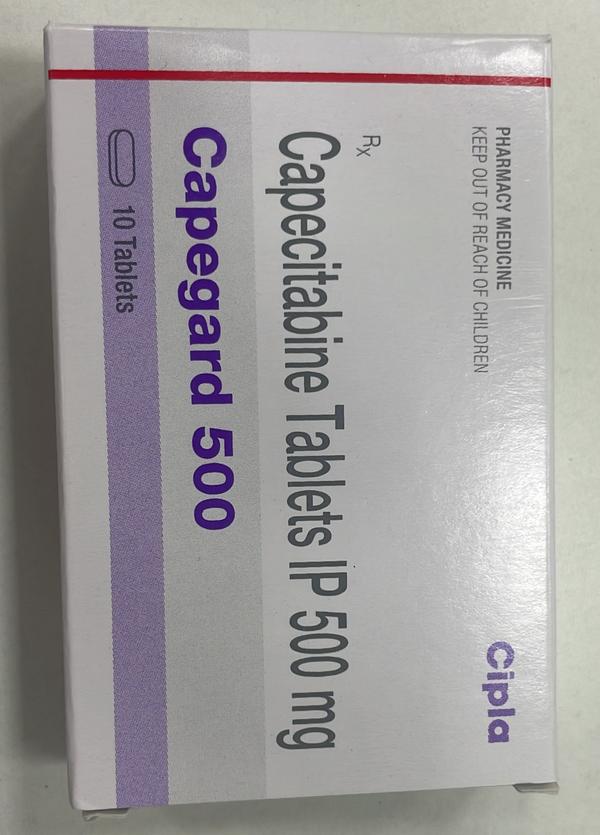 PHARMACY MEDICINE
KEEP OUT OF REACH OF CHILDREN
Cipla
Rx
Capecitabine Tablets IP 500 mg
Capegard 500
10 Tablets